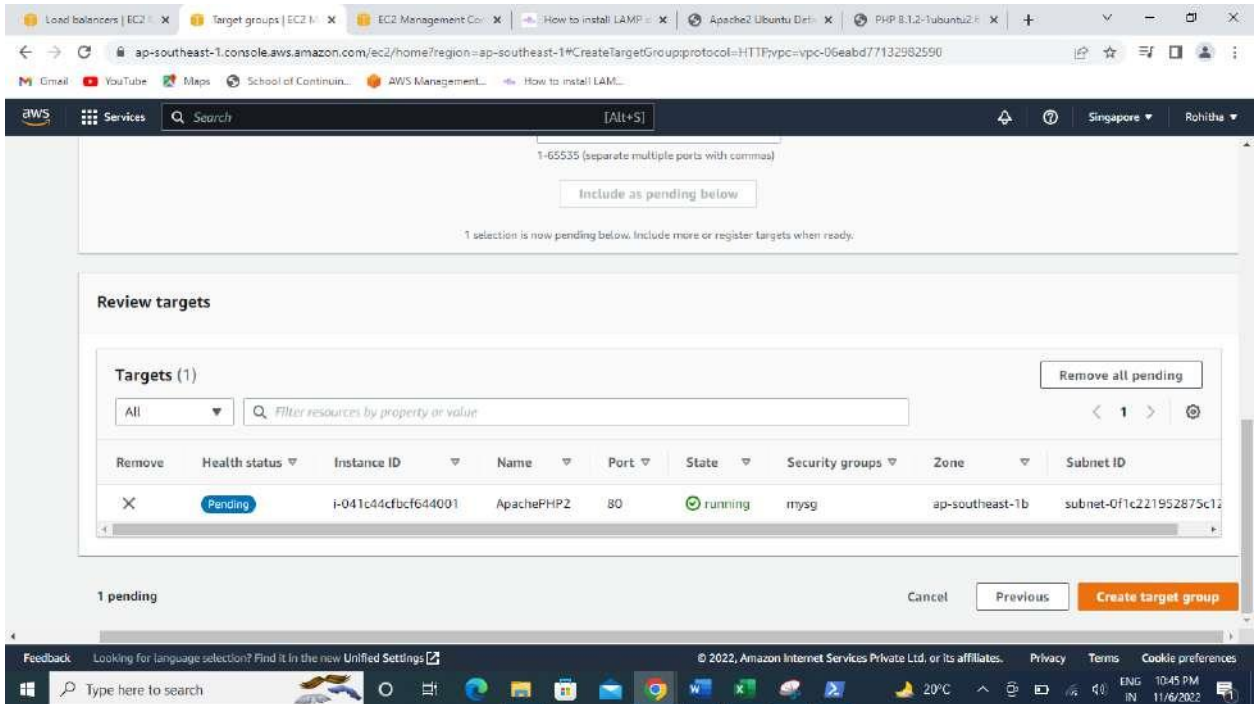 Load balancers | EC2
Target groups | EC2 M
EC2 Management Con
How to install LAMP
Apache2 Ubuntu Def
PHP 8.1.2-1ubuntu2
ap-southeast-1.console.aws.amazon.com/ec2/home?region=ap-southeast-1#CreateTargetGroup:protocol=HTTP;vpc=vpc-06eabd77132982590
Gmail YouTube Maps School of Continuin... AWS Management... How to install LAM...
aws Services Search [Alt+S] Singapore Rohitha
1-65535 (separate multiple ports with commas)
Include as pending below
1 selection is now pending below. Include more or register targets when ready.
Review targets
Targets (1)
Remove all pending
All Filter resources by property or value 1
Remove Health status Instance ID Name Port State Security groups Zone Subnet ID
Pending i-041c44cfbcf644001 ApachePHP2 80 running mysg ap-southeast-1b subnet-0f1c221952875c12
1 pending Cancel Previous Create target group
Feedback Looking for language selection? Find it in the new Unified Settings © 2022, Amazon Internet Services Private Ltd. or its affiliates. Privacy Terms Cookie preferences
Type here to search 20°C ENG 10:45 PM
IN 11/6/2022